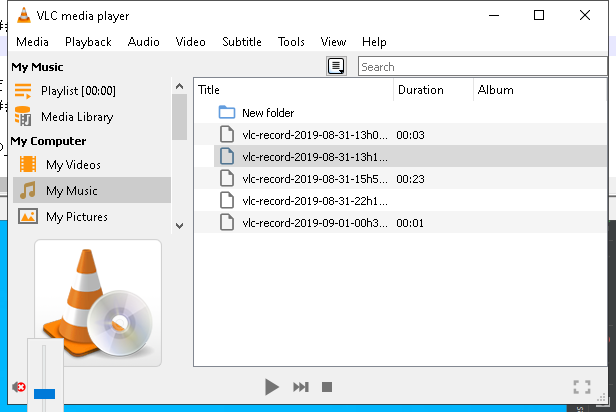 VLC media player
Media Playback Audio Video Subtitle Tools View Help
My Music
Search
Playlist [00:00]
Media Library
My Computer
My Videos
My Music
My Pictures
Title Duration Album
New folder
vlc-record-2019-08-31-13h0... 00:03
vlc-record-2019-08-31-13h1...
vlc-record-2019-08-31-15h5... 00:23
vlc-record-2019-08-31-22h1...
vlc-record-2019-09-01-00h3... 00:01